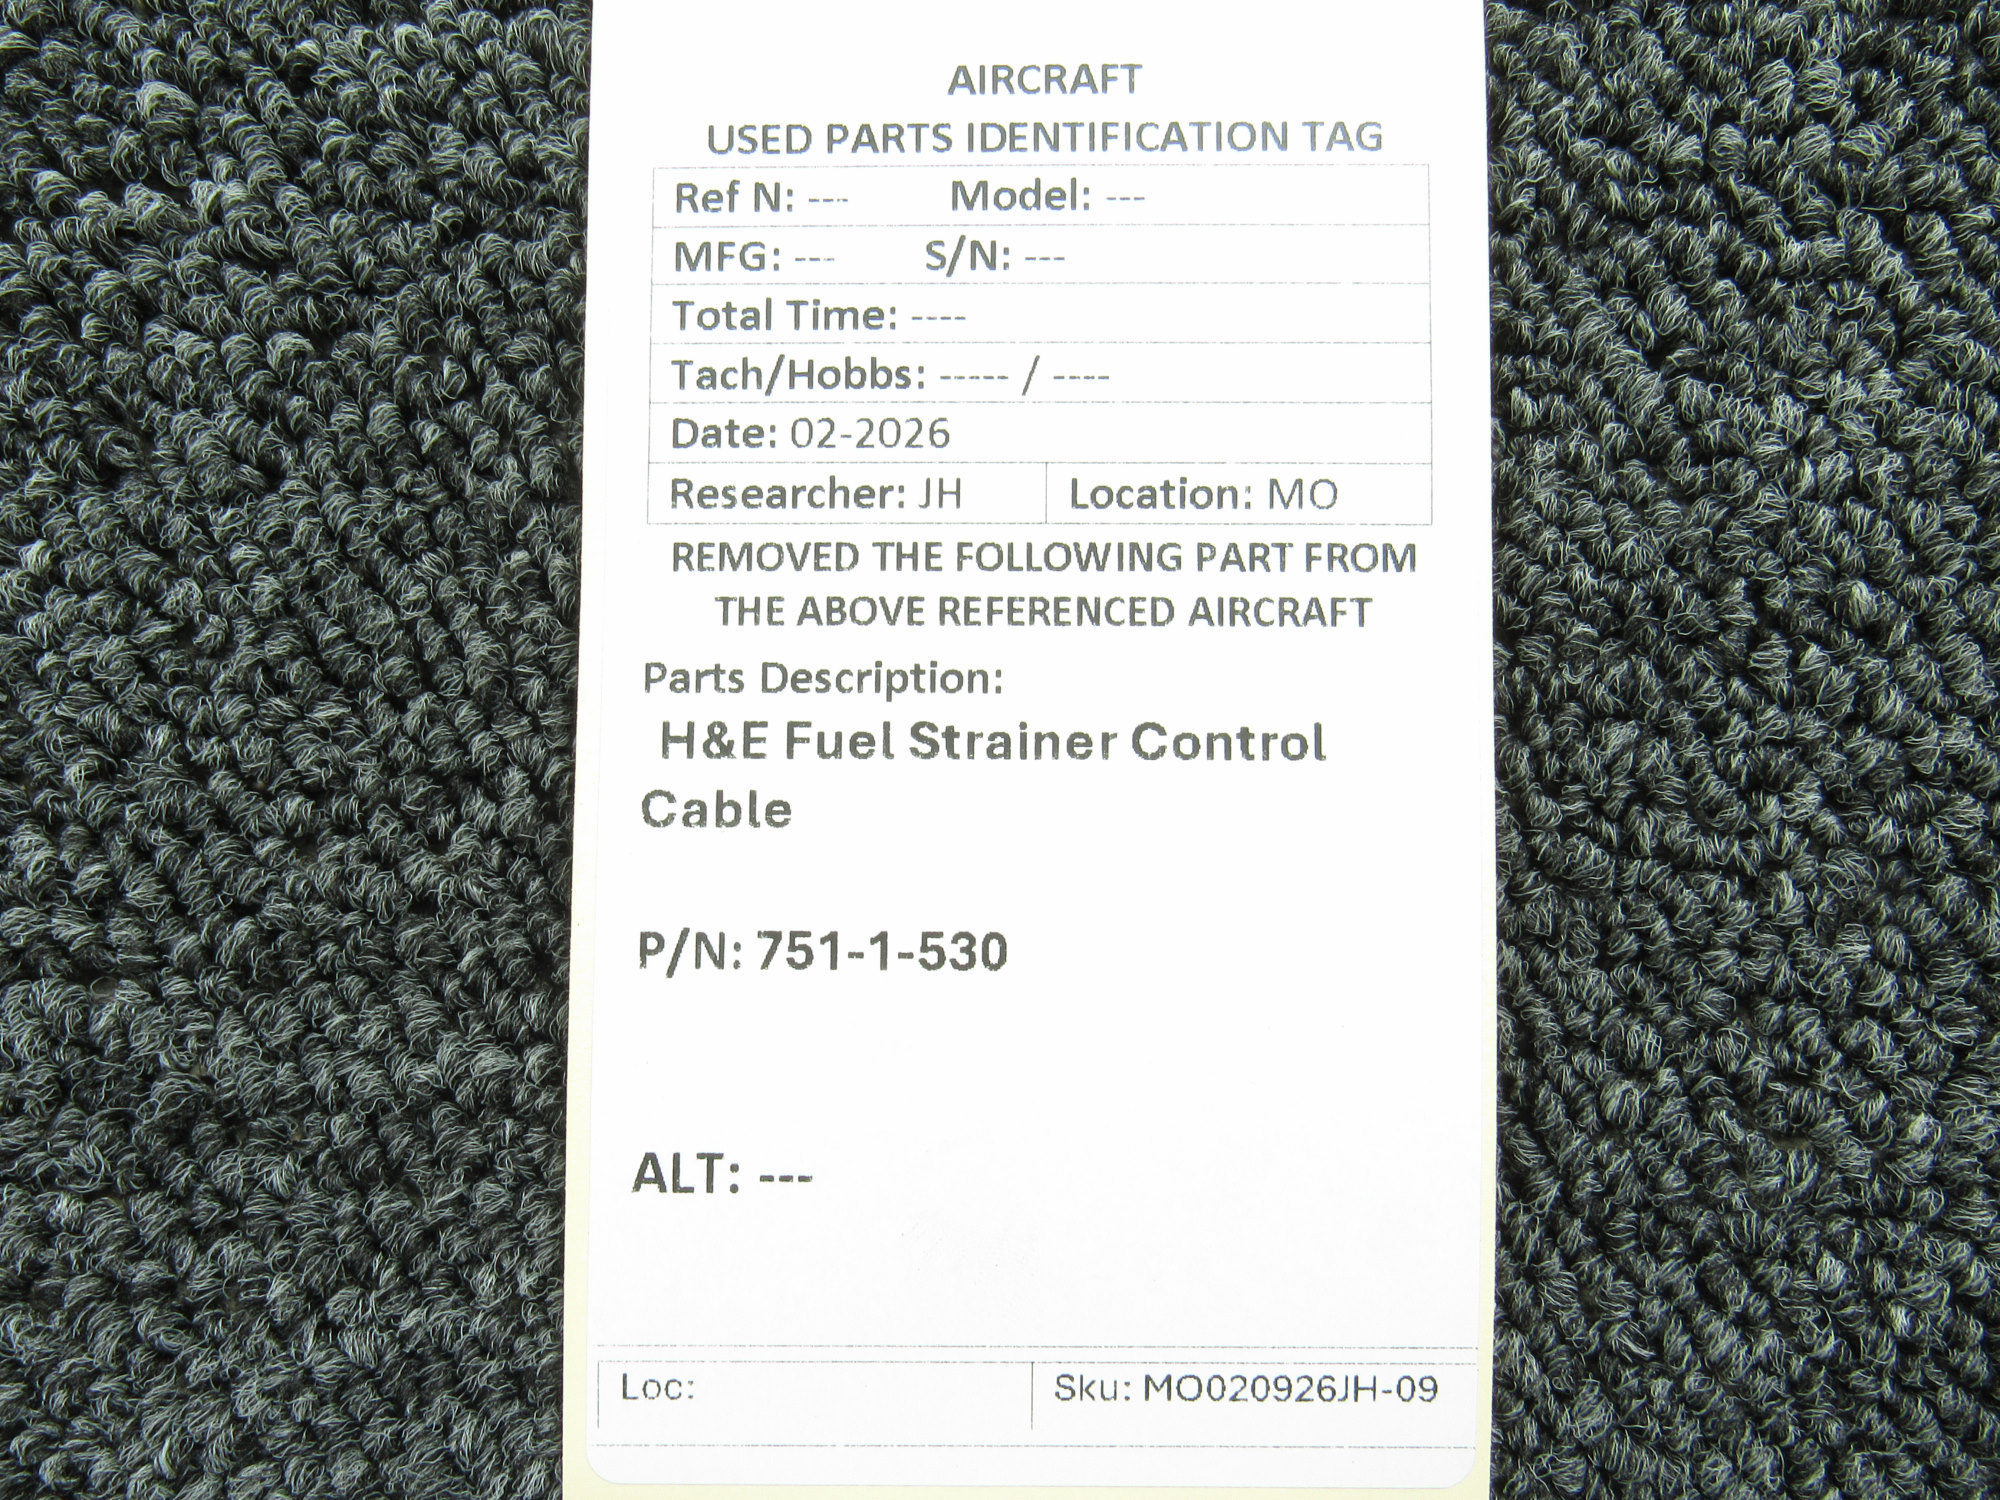 AIRCRAFT
USED PARTS IDENTIFICATION TAG
Ref N: --- Model: ---
MFG: --- S/N: ---
Total Time: ----
Tach/Hobbs: ----- / ----
Date: 02-2026
Researcher: JH Location: MO
REMOVED THE FOLLOWING PART FROM
THE ABOVE REFERENCED AIRCRAFT
Parts Description:
H&E Fuel Strainer Control
Cable
P/N: 751-1-530
ALT: ---
Loc: Sku: MO020926JH-09